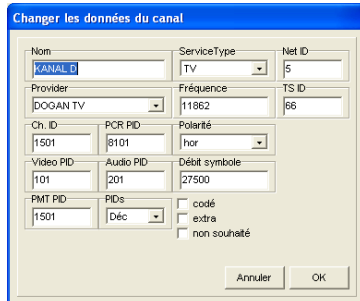 Changer les données du canal
Nom ServiceType Net ID
KANAL D TV 5
Provider Fréquence TS ID
DOGAN TV 11862 66
Ch. ID PCR PID Polarité
1501 8101 hor
Video PID Audio PID Débit symbole
101 201 27500
PMT PID PIDs codé
1501 Déc extra
non souhaité
Annuler OK